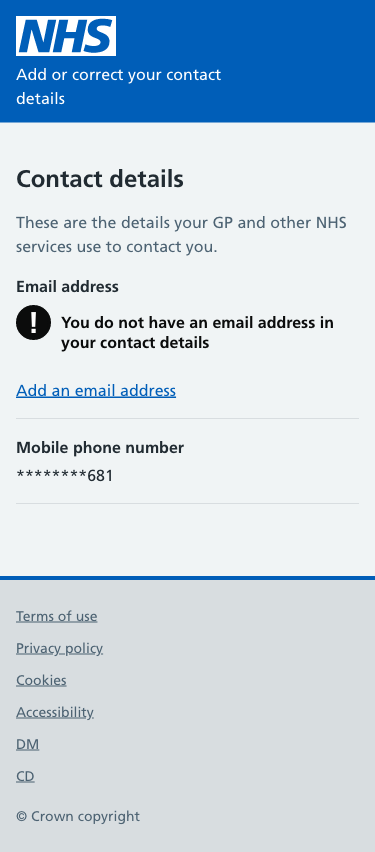 NHS
Add or correct your contact
details
Contact details
These are the details your GP and other NHS
services use to contact you.
Email address
!
You do not have an email address in
your contact details
Add an email address
Mobile phone number
********681
Terms of use
Privacy policy
Cookies
Accessibility
DM
CD
© Crown copyright